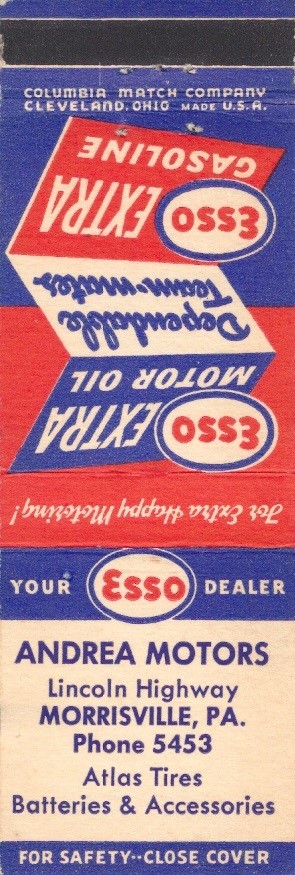 COLUMBIA MATCH COMPANY
CLEVELAND, OHIO MADE U.S.A.
For Extra Happy Motoring!
Esso EXTRA
MOTOR OIL
Dependable
Team-mates
Esso EXTRA
GASOLINE
YOUR Esso DEALER
ANDREA MOTORS
Lincoln Highway
MORRISVILLE, PA.
Phone 5453
Atlas Tires
Batteries & Accessories
FOR SAFETY--CLOSE COVER